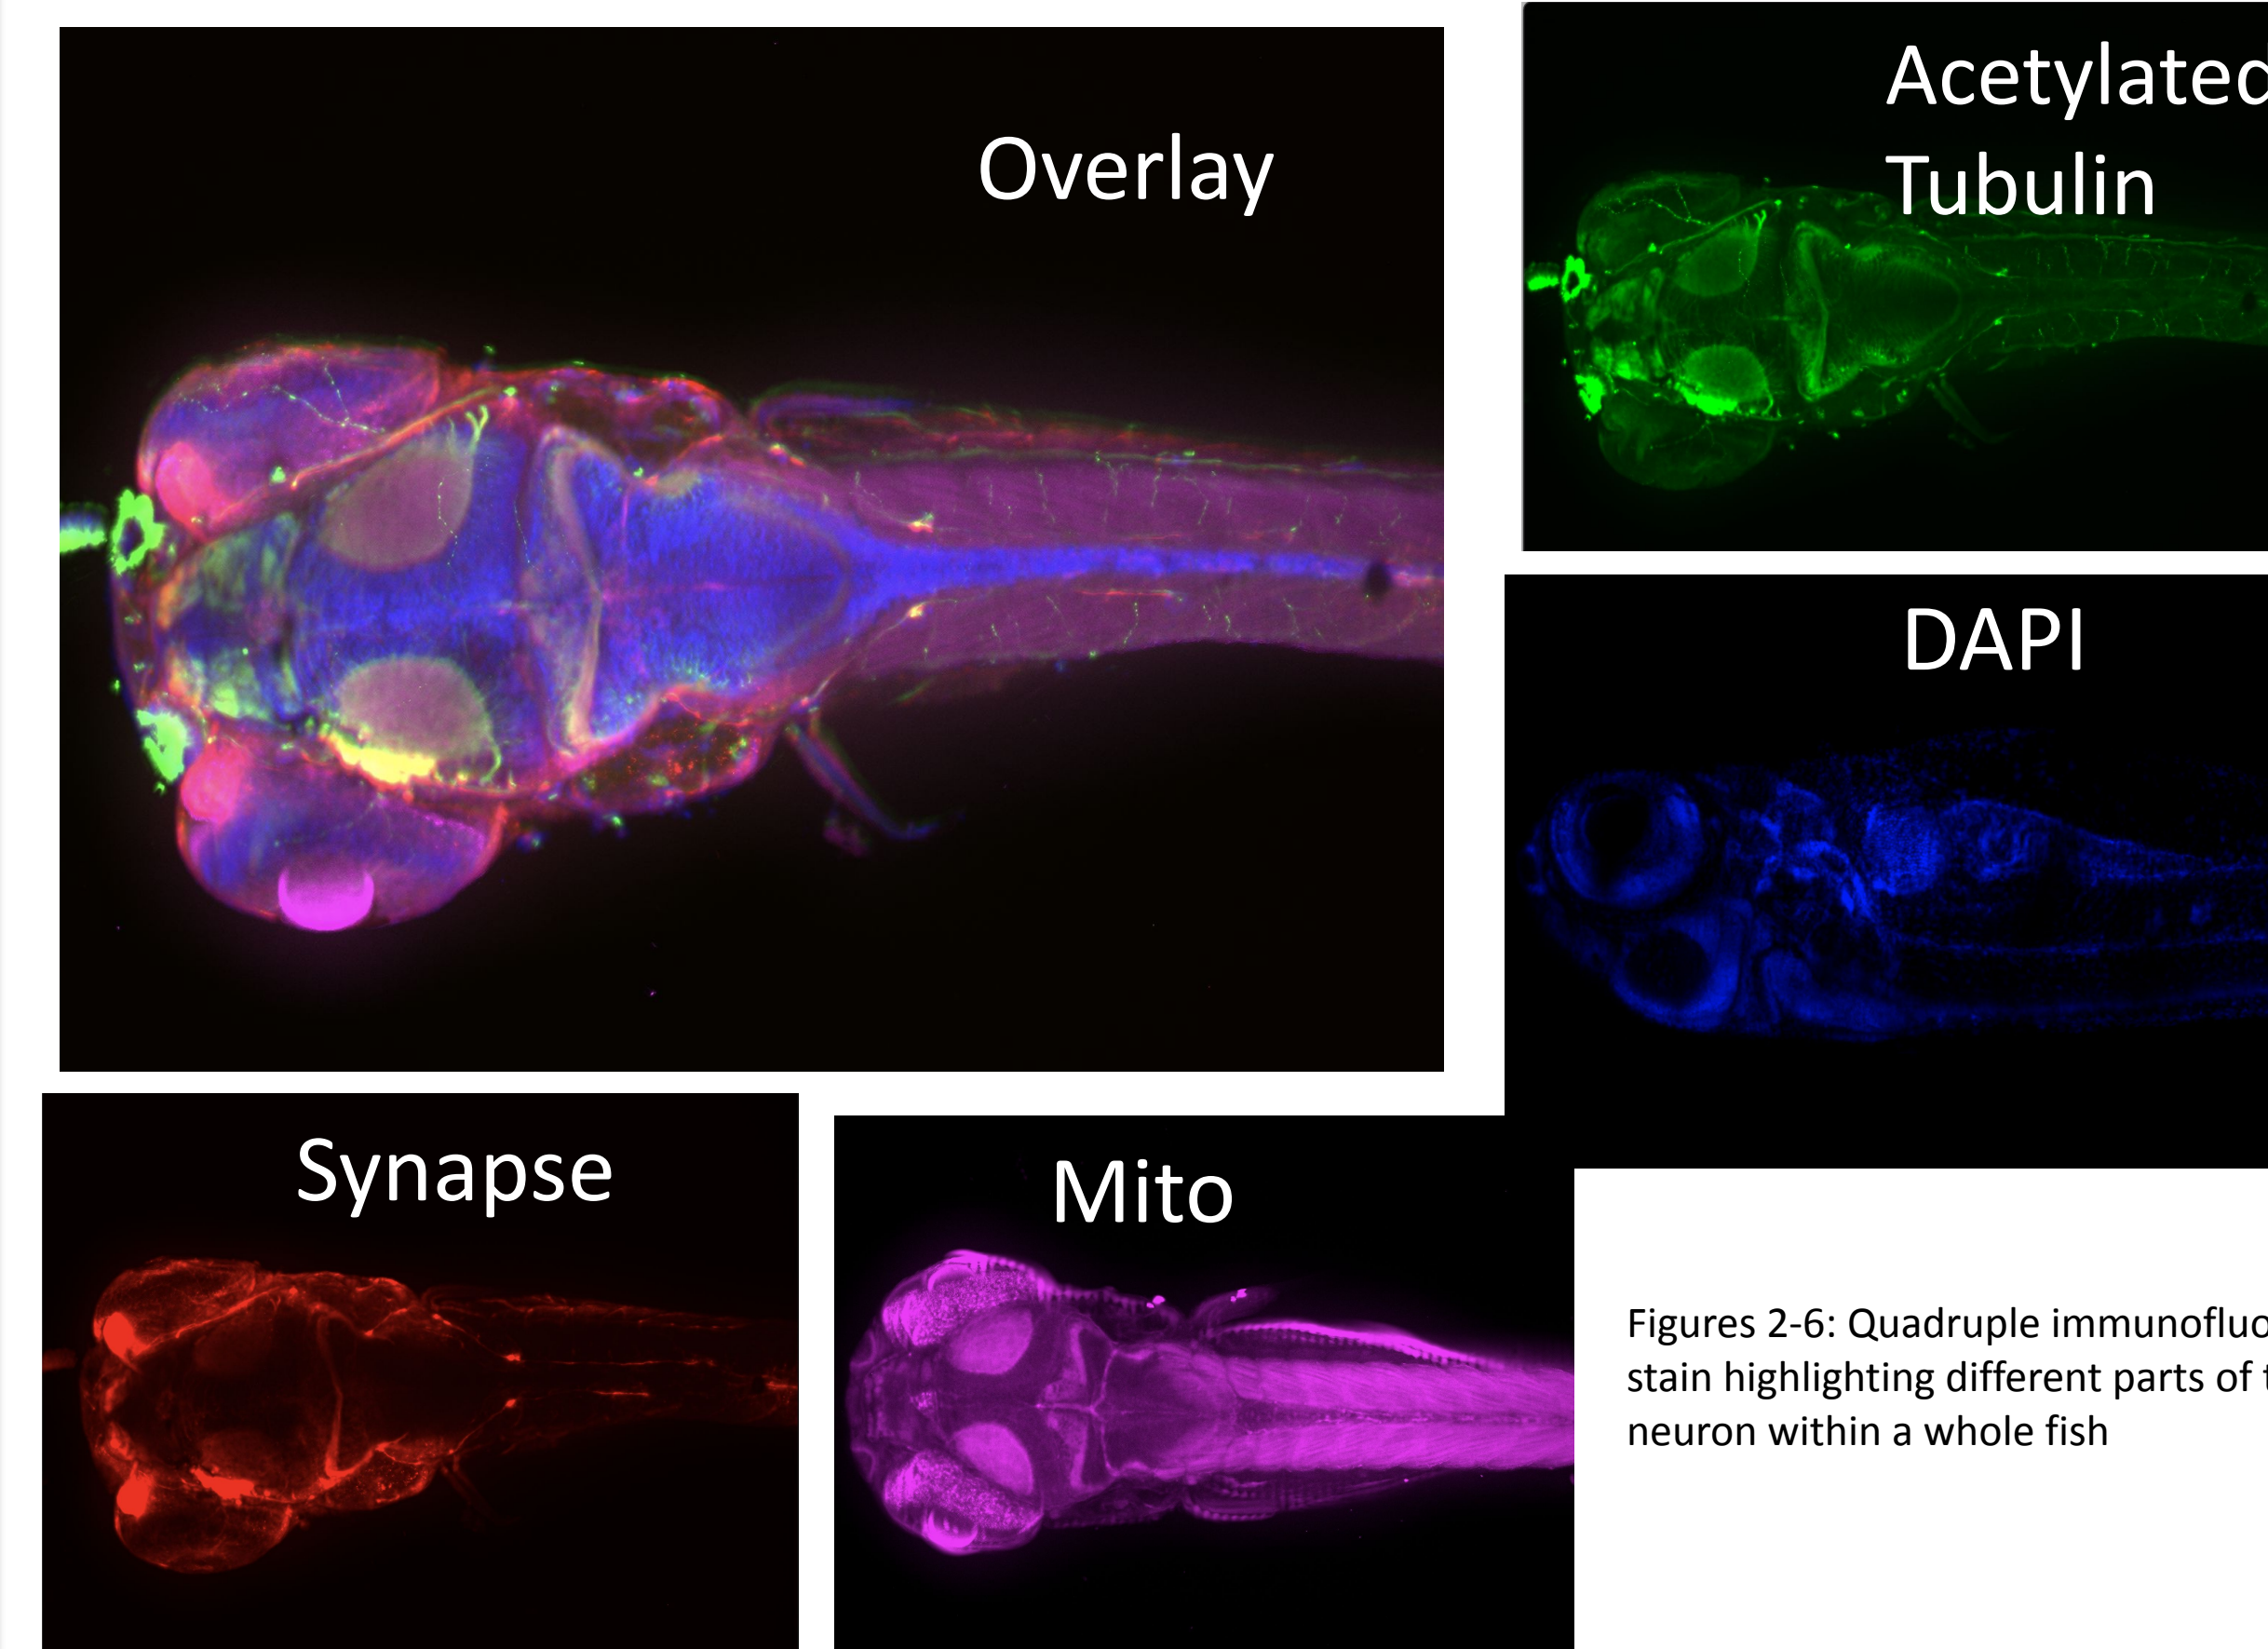 Overlay
Acetylated
Tubulin
DAPI
Synapse
Mito
Figures 2-6: Quadruple
stain highlighting different parts of
neuron within a whole fish